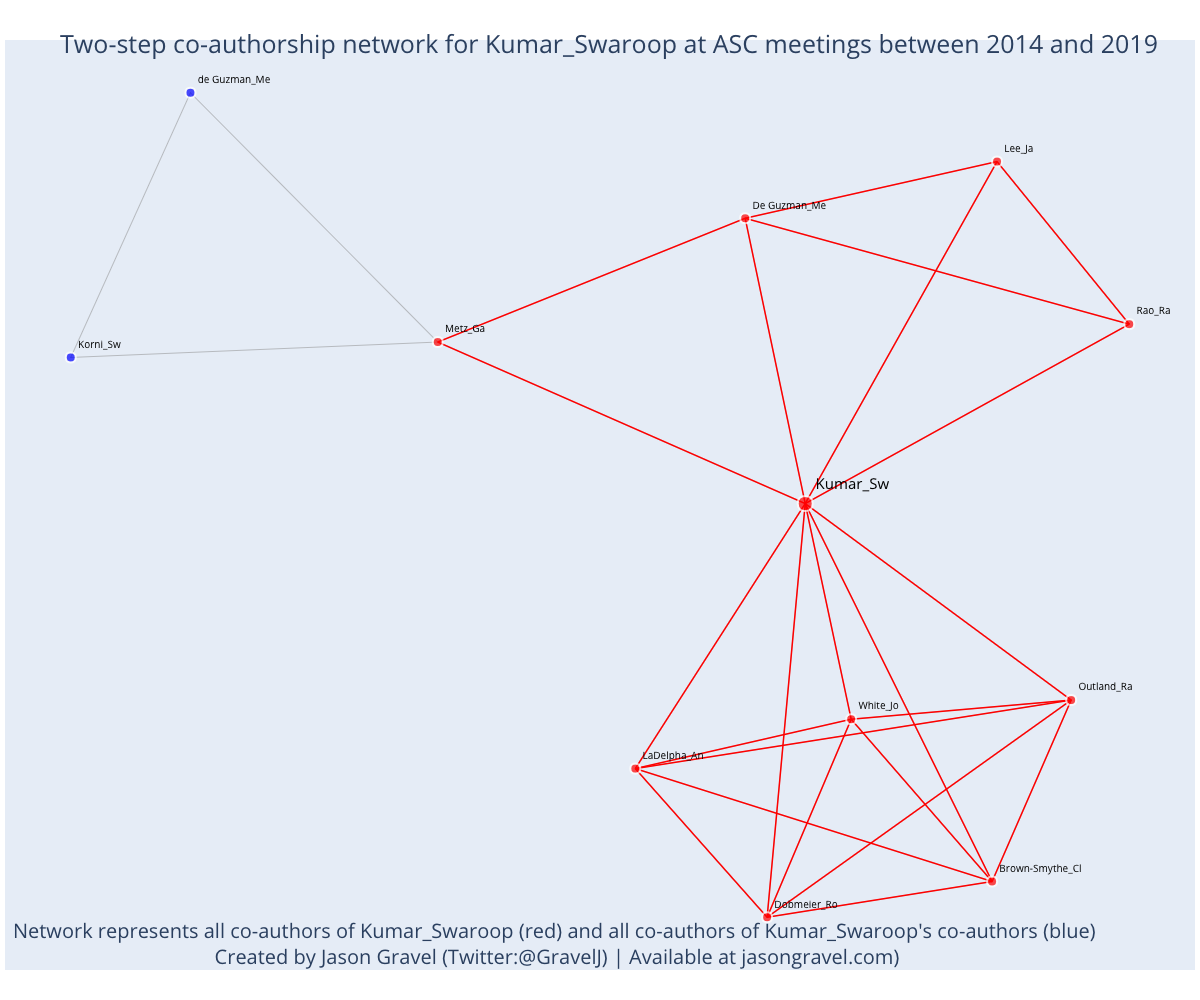 Two-step co-authorship network for Kumar_Swaroop at ASC meetings between 2014 and 2019
de Guzman_Me
Lee_Ja
De Guzman_Me
Rao_Ra
Metz_Ga
Korni_Sw
Kumar_Sw
Outland_Ra
White_Jo
LaDelpha_An
Brown-Smythe_Cl
Dobmeier_Ro
Network represents all co-authors of Kumar_Swaroop (red) and all co-authors of Kumar_Swaroop's co-authors (blue)
Created by Jason Gravel (Twitter:@GravelJ) | Available at jasongravel.com)